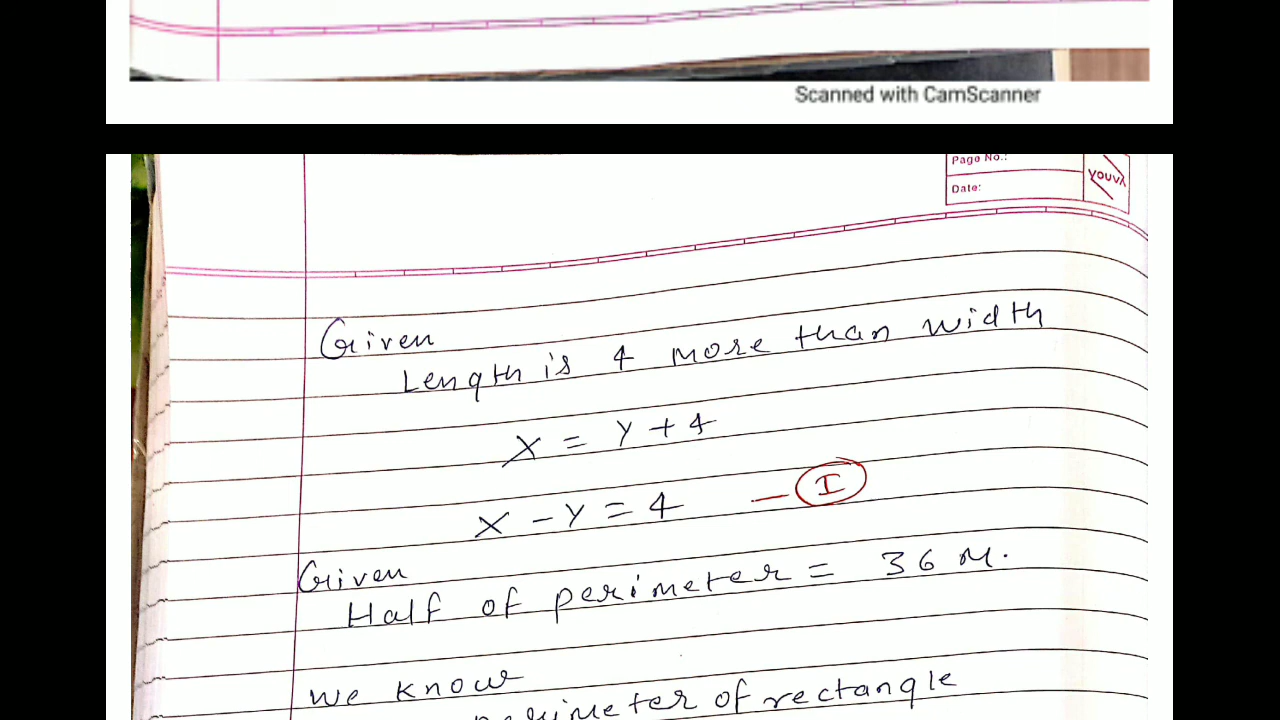 Scanned with CamScanner
Page No.:
Date:
YOUVA
Given
Length is 4 more than width
X = Y + 4
X - Y = 4 - I
Given
Half of perimeter = 36 M.
We know
perimeter of rectangle